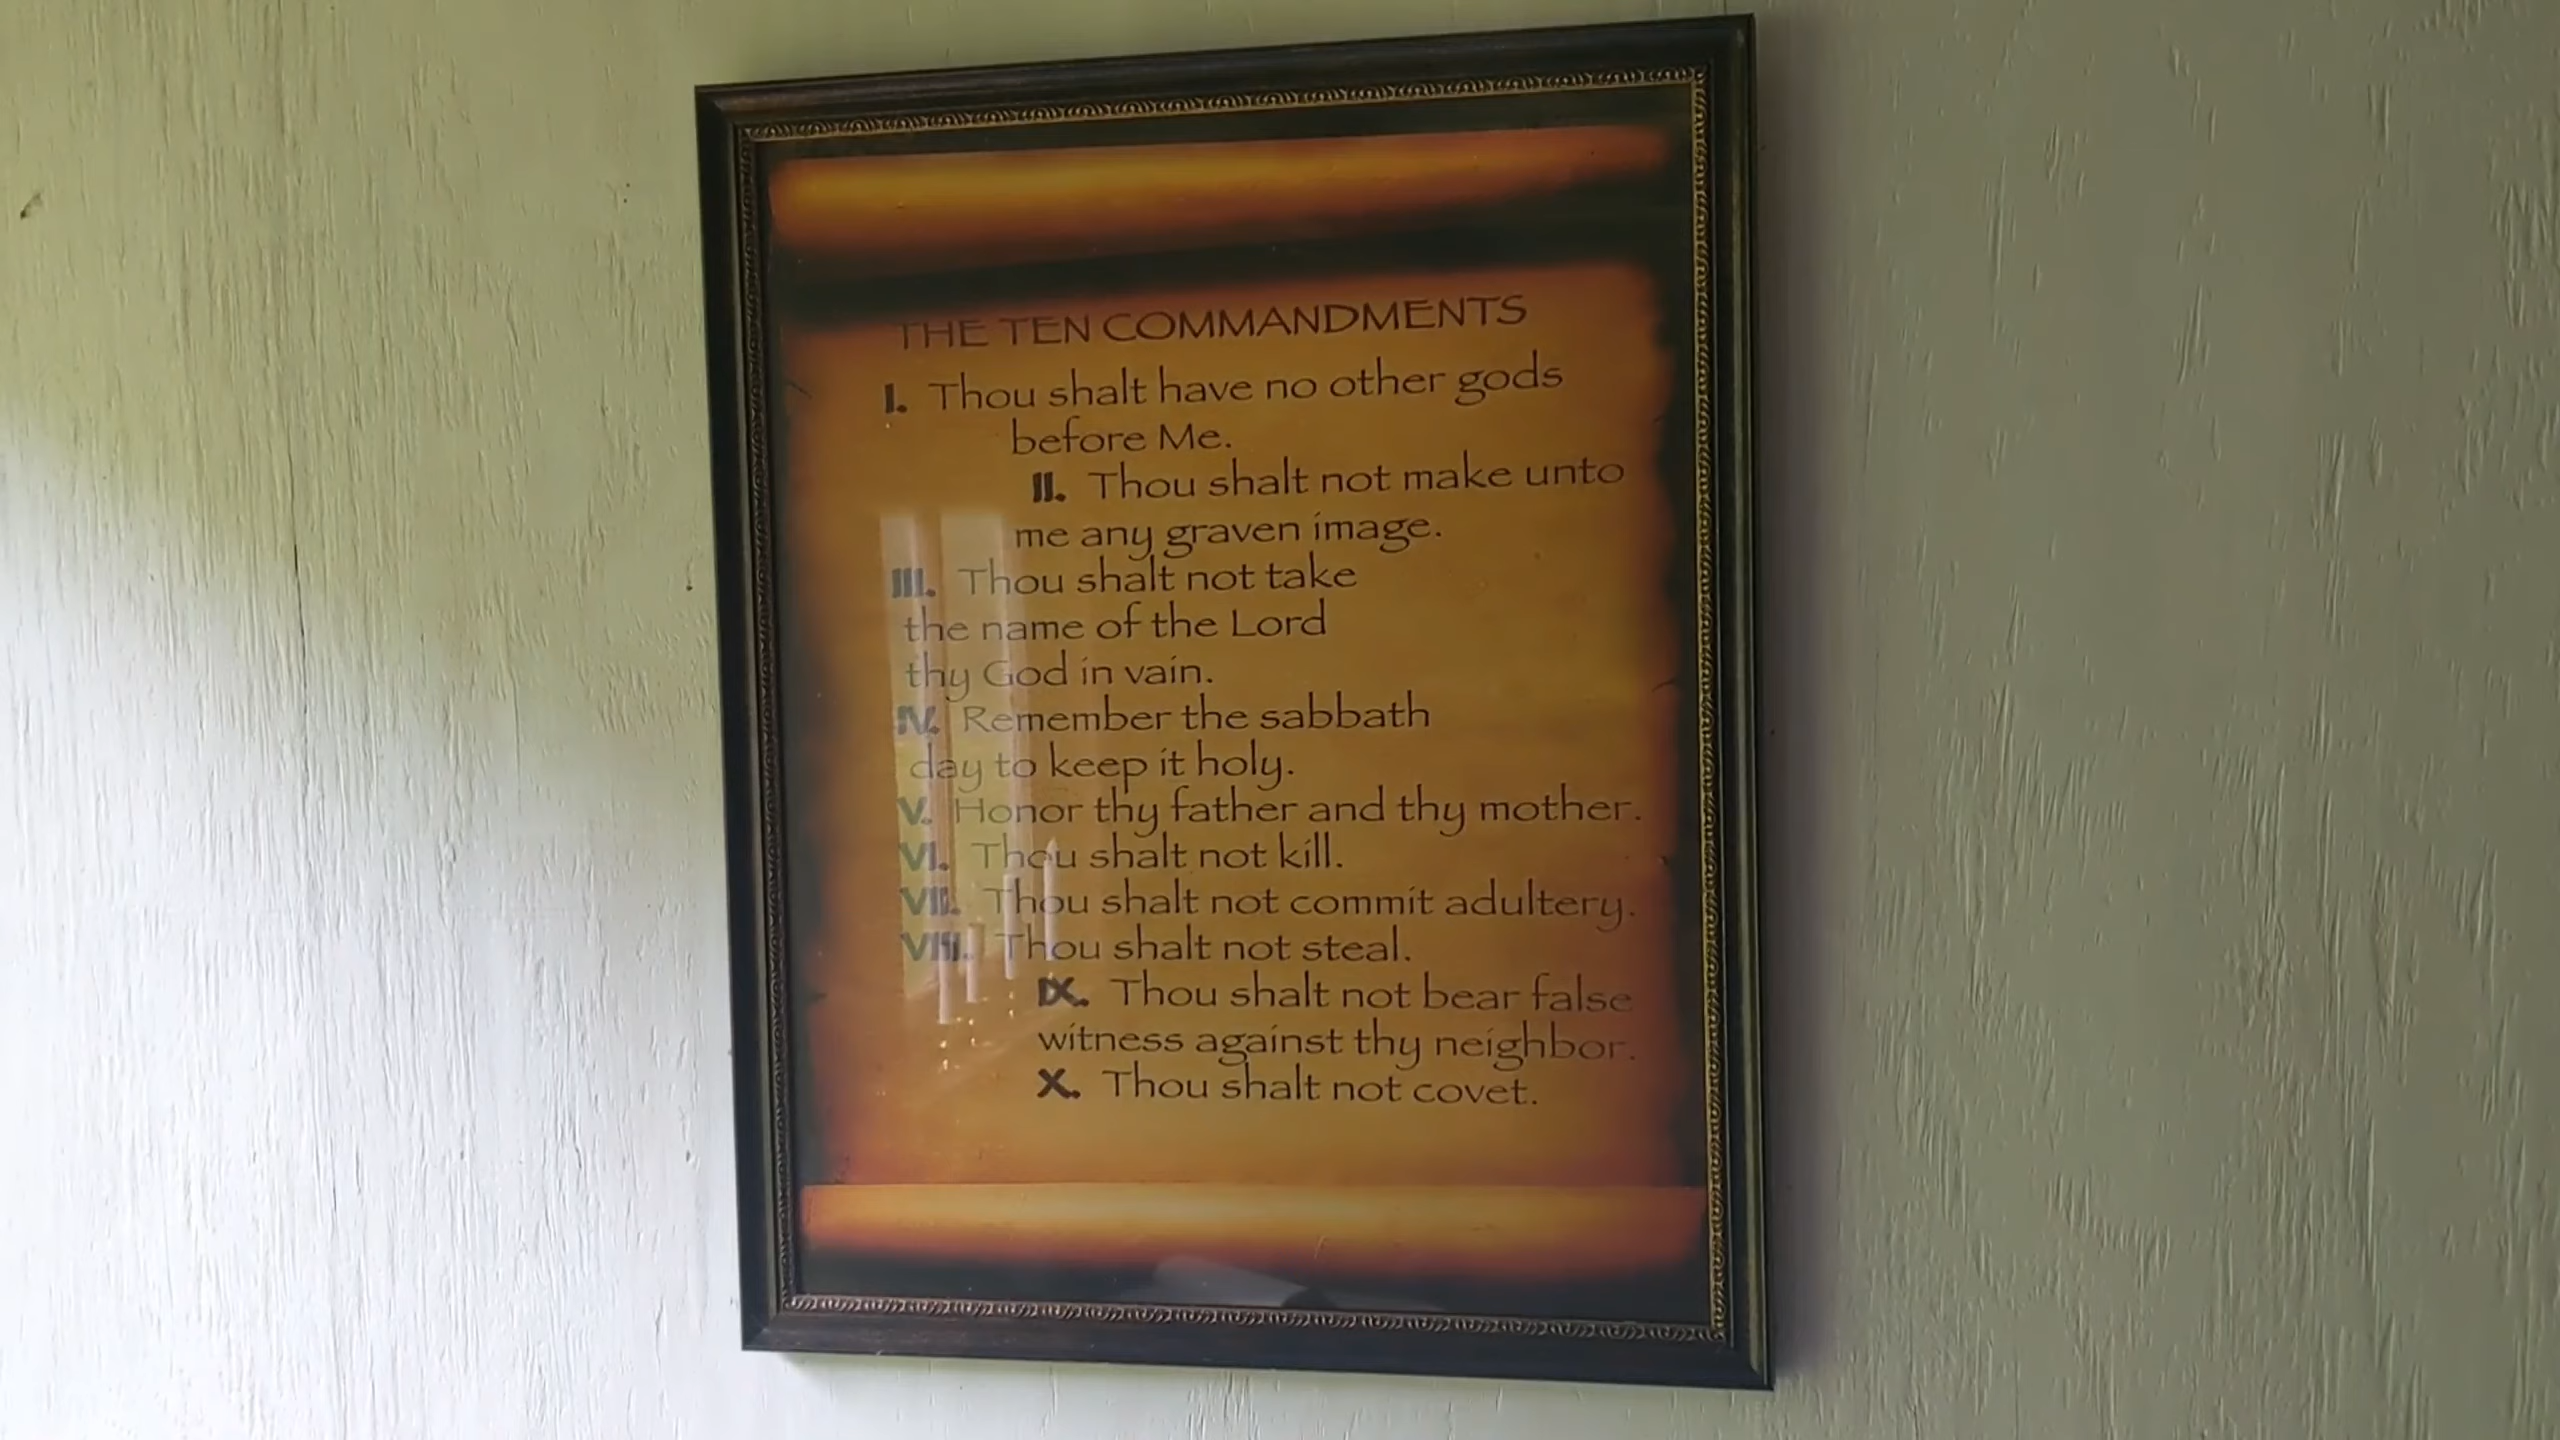 THE TEN COMMANDMENTS
I. Thou shalt have no other gods
before Me.
II. Thou shalt not make unto
me any graven image.
III. Thou shalt not take
the name of the Lord
thy God in vain.
IV. Remember the sabbath
day to keep it holy.
V. Honor thy father and thy mother.
VI. Thou shalt not kill.
VII. Thou shalt not commit adultery.
VIII. Thou shalt not steal.
IX. Thou shalt not bear false
witness against thy neighbor.
X. Thou shalt not covet.